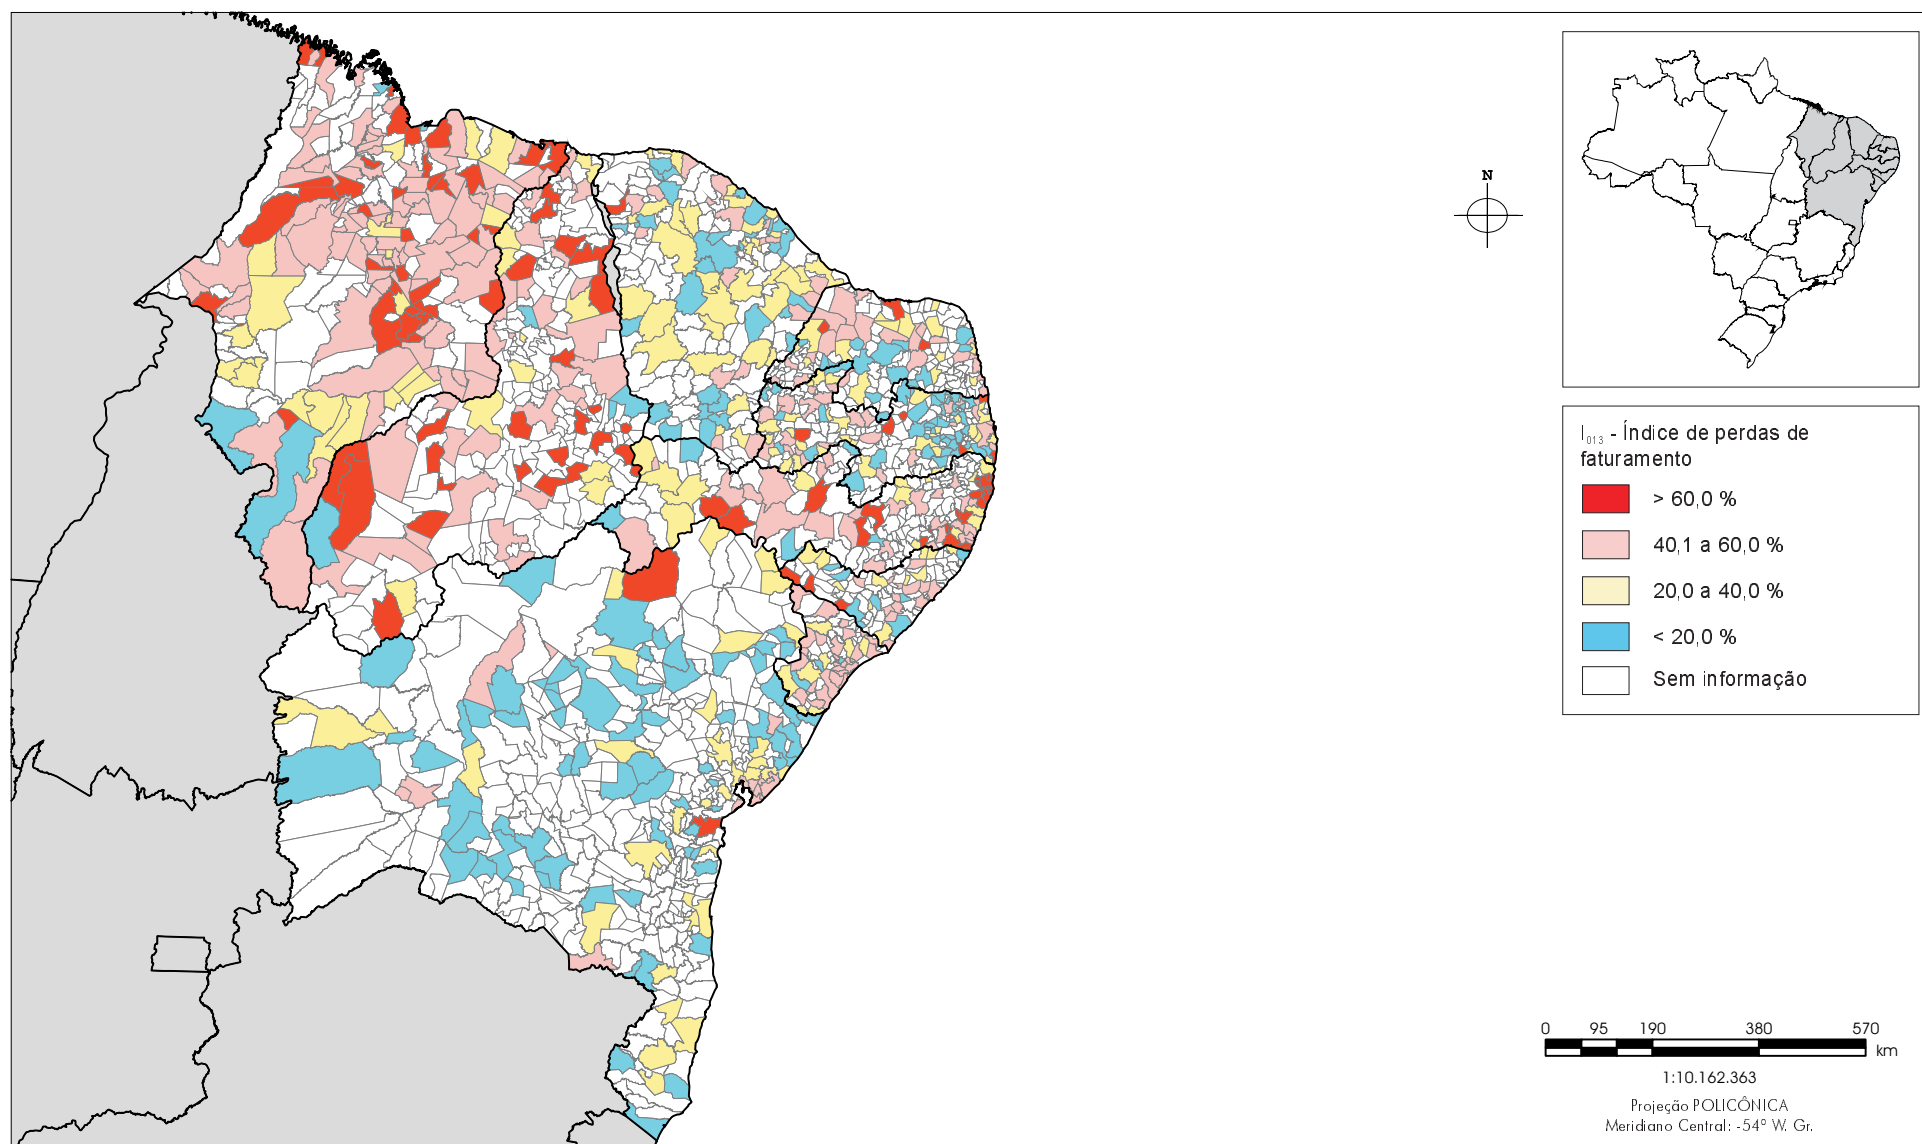 N
I013 - Índice de perdas de
faturamento
> 60,0 %
40,1 a 60,0 %
20,0 a 40,0 %
< 20,0 %
Sem informação
0 95 190 380 570
km
1:10.162.363
Projeção POLICÔNICA
Meridiano Central: -54º W. Gr.